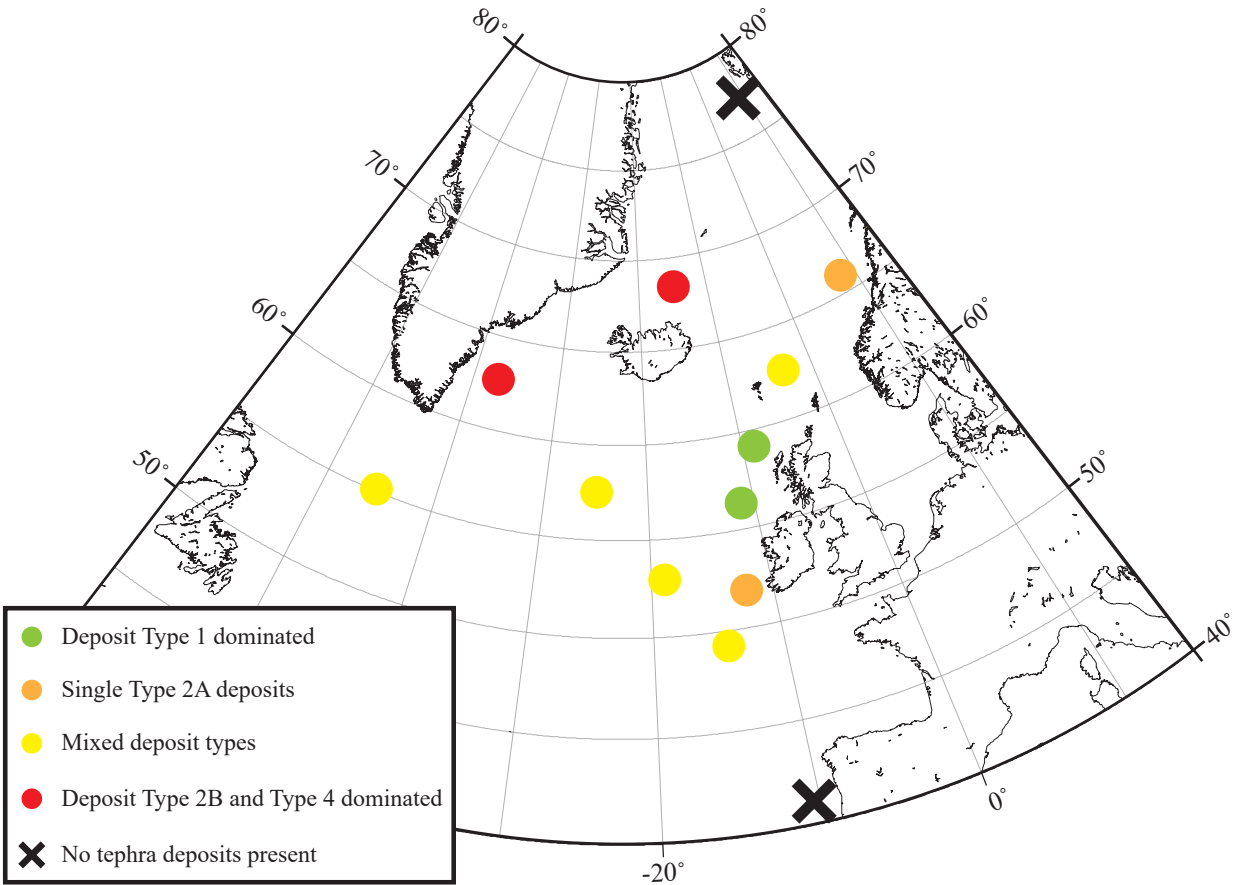 80°
80°
70°
70°
60°
60°
50°
50°
40°
0°
-20°
Deposit Type 1 dominated
Single Type 2A deposits
Mixed deposit types
Deposit Type 2B and Type 4 dominated
No tephra deposits present